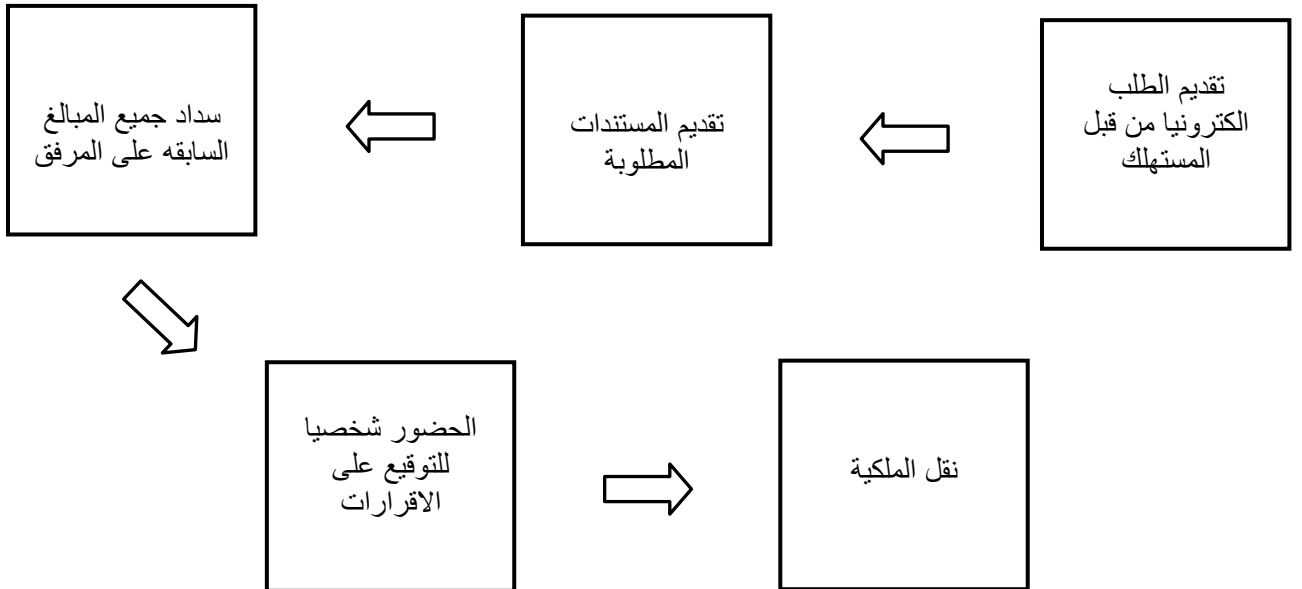 تقديم الطلب
الكترونيا من قبل
المستهلك
تقديم المستندات
المطلوبة
سداد جميع المبالغ
السابقه على المرفق
الحضور شخصيا
للتوقيع على
الاقرارات
نقل الملكية